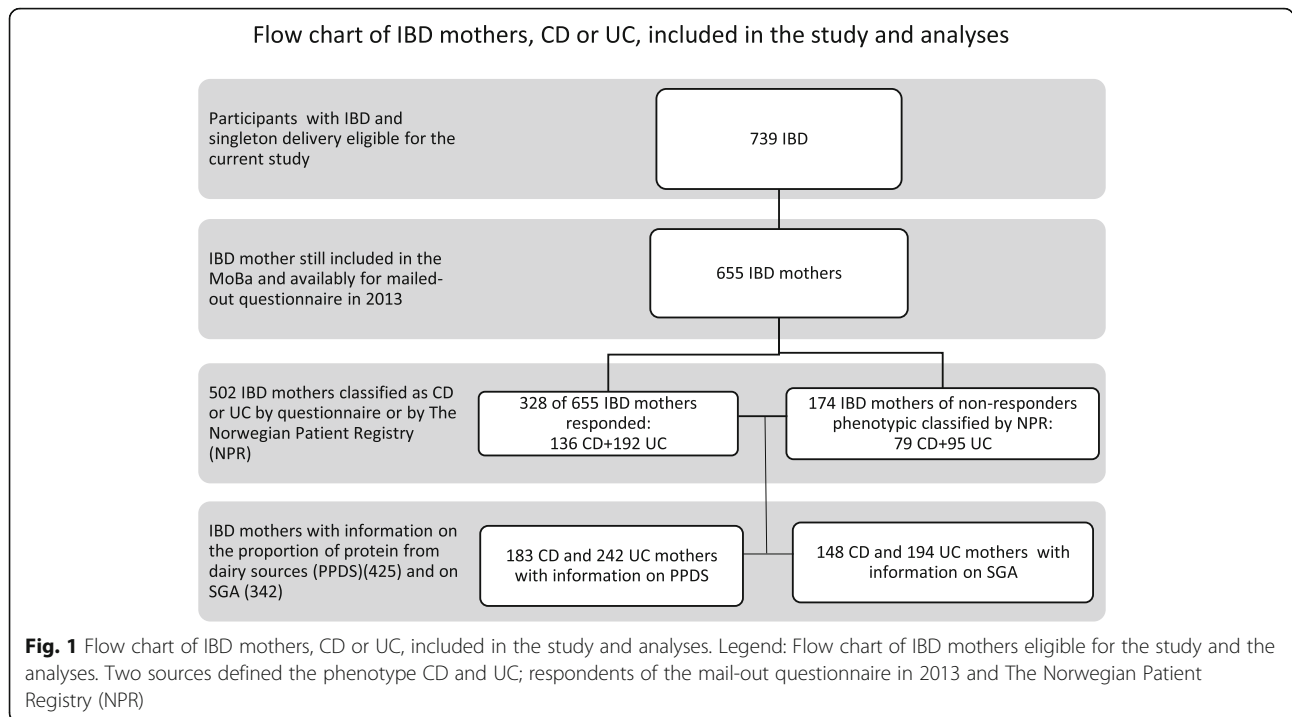 Flow chart of IBD mothers, CD or UC, included in the study and analyses
Participants with IBD and
singleton delivery eligible for the
current study
739 IBD
IBD mother still included in the
MoBa and availably for mailed-
out questionnaire in 2013
655 IBD mothers
502 IBD mothers classified as CD
or UC by questionnaire or by The
Norwegian Patient Registry
(NPR)
328 of 655 IBD mothers
responded:
136 CD+192 UC
174 IBD mothers of non-responders
phenotypic classified by NPR:
79 CD+95 UC
IBD mothers with information on
the proportion of protein from
dairy sources (PPDS)(425) and on
SGA (342)
183 CD and 242 UC mothers
with information on PPDS
148 CD and 194 UC mothers with
information on SGA
Fig. 1 Flow chart of IBD mothers, CD or UC, included in the study and analyses. Legend: Flow chart of IBD mothers eligible for the study and the
analyses. Two sources defined the phenotype CD and UC; respondents of the mail-out questionnaire in 2013 and The Norwegian Patient
Registry (NPR)